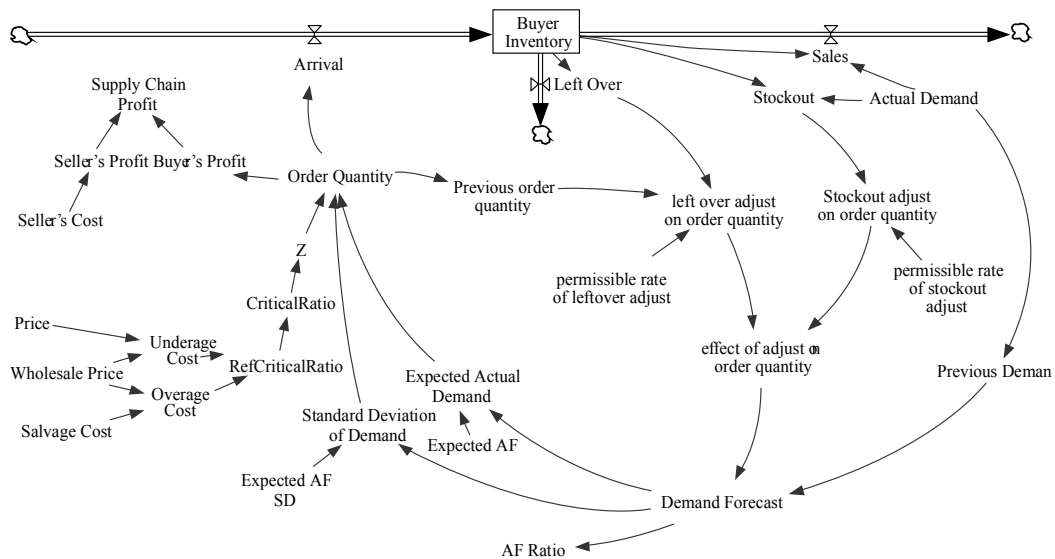 Buyer
Inventory
Arrival
Sales
Left Over
Supply Chain
Profit
Stockout
Actual Demand
Seller's Profit
Buyer's Profit
Order Quantity
Previous order
quantity
left over adjust
on order quantity
Stockout adjust
on order quantity
Seller's Cost
Z
permissible rate
of leftover adjust
permissible rate
of stockout
adjust
CriticalRatio
Price
Underage
Cost
RefCriticalRatio
effect of adjust on
order quantity
Wholesale Price
Overage
Cost
Expected Actual
Demand
Previous Deman
Salvage Cost
Standard Deviation
of Demand
Expected AF
Expected AF
SD
Demand Forecast
AF Ratio